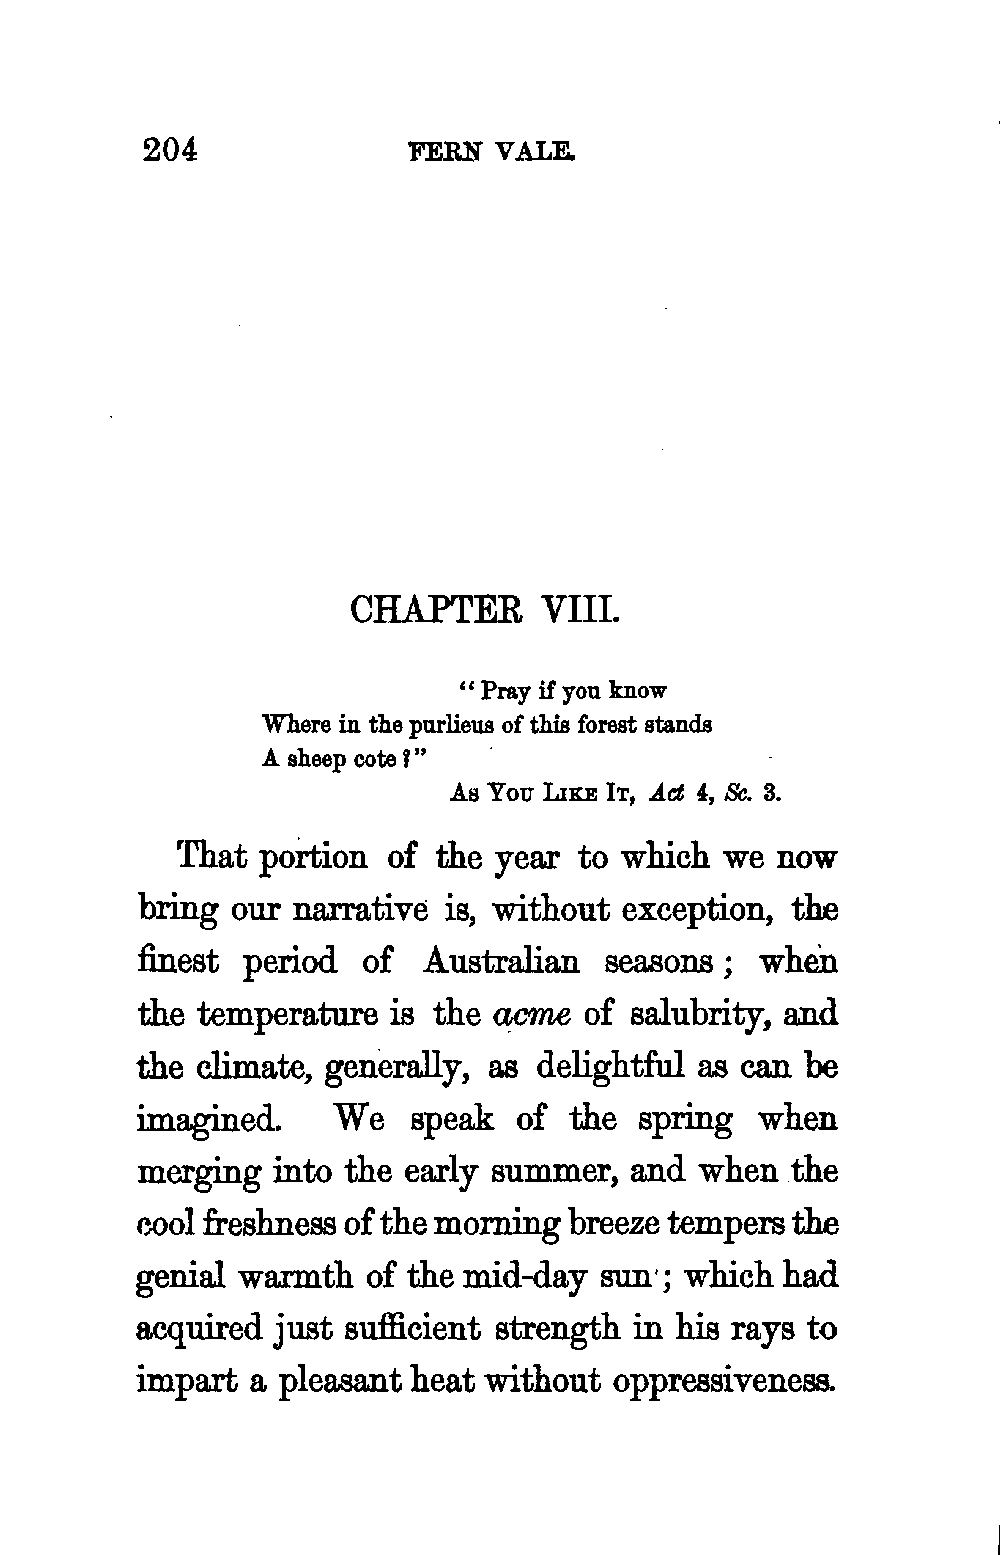 204 FERN VALE.
CHAPTER VIII.
“Pray if you know
Where in the purlieus of this forest stands
A sheep cote?”
As You Like It, Act 4, Sc. 3.
That portion of the year to which we now
bring our narrative is, without exception, the
finest period of Australian seasons; when
the temperature is the acme of salubrity, and
the climate, generally, as delightful as can be
imagined. We speak of the spring when
merging into the early summer, and when the
cool freshness of the morning breeze tempers the
genial warmth of the mid-day sun; which had
acquired just sufficient strength in his rays to
impart a pleasant heat without oppressiveness.